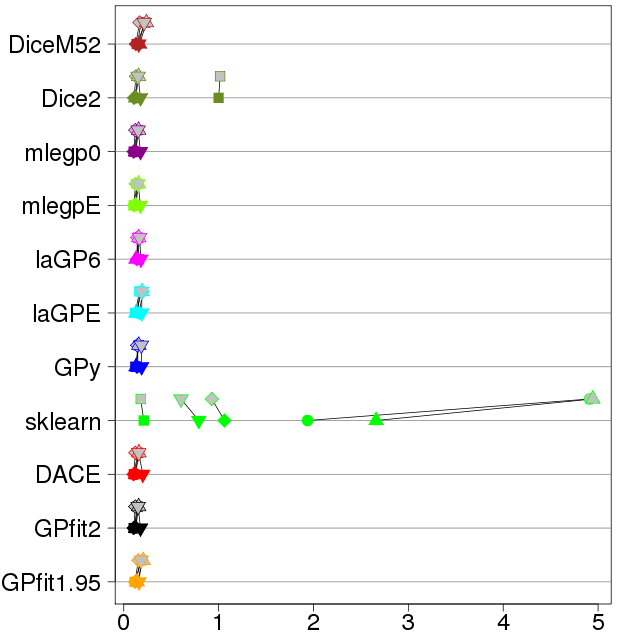 DiceM52
Dice2
mlegp0
mlegpE
laGP6
laGPE
GPy
sklearn
DACE
GPfit2
GPfit1.95
0 1 2 3 4 5